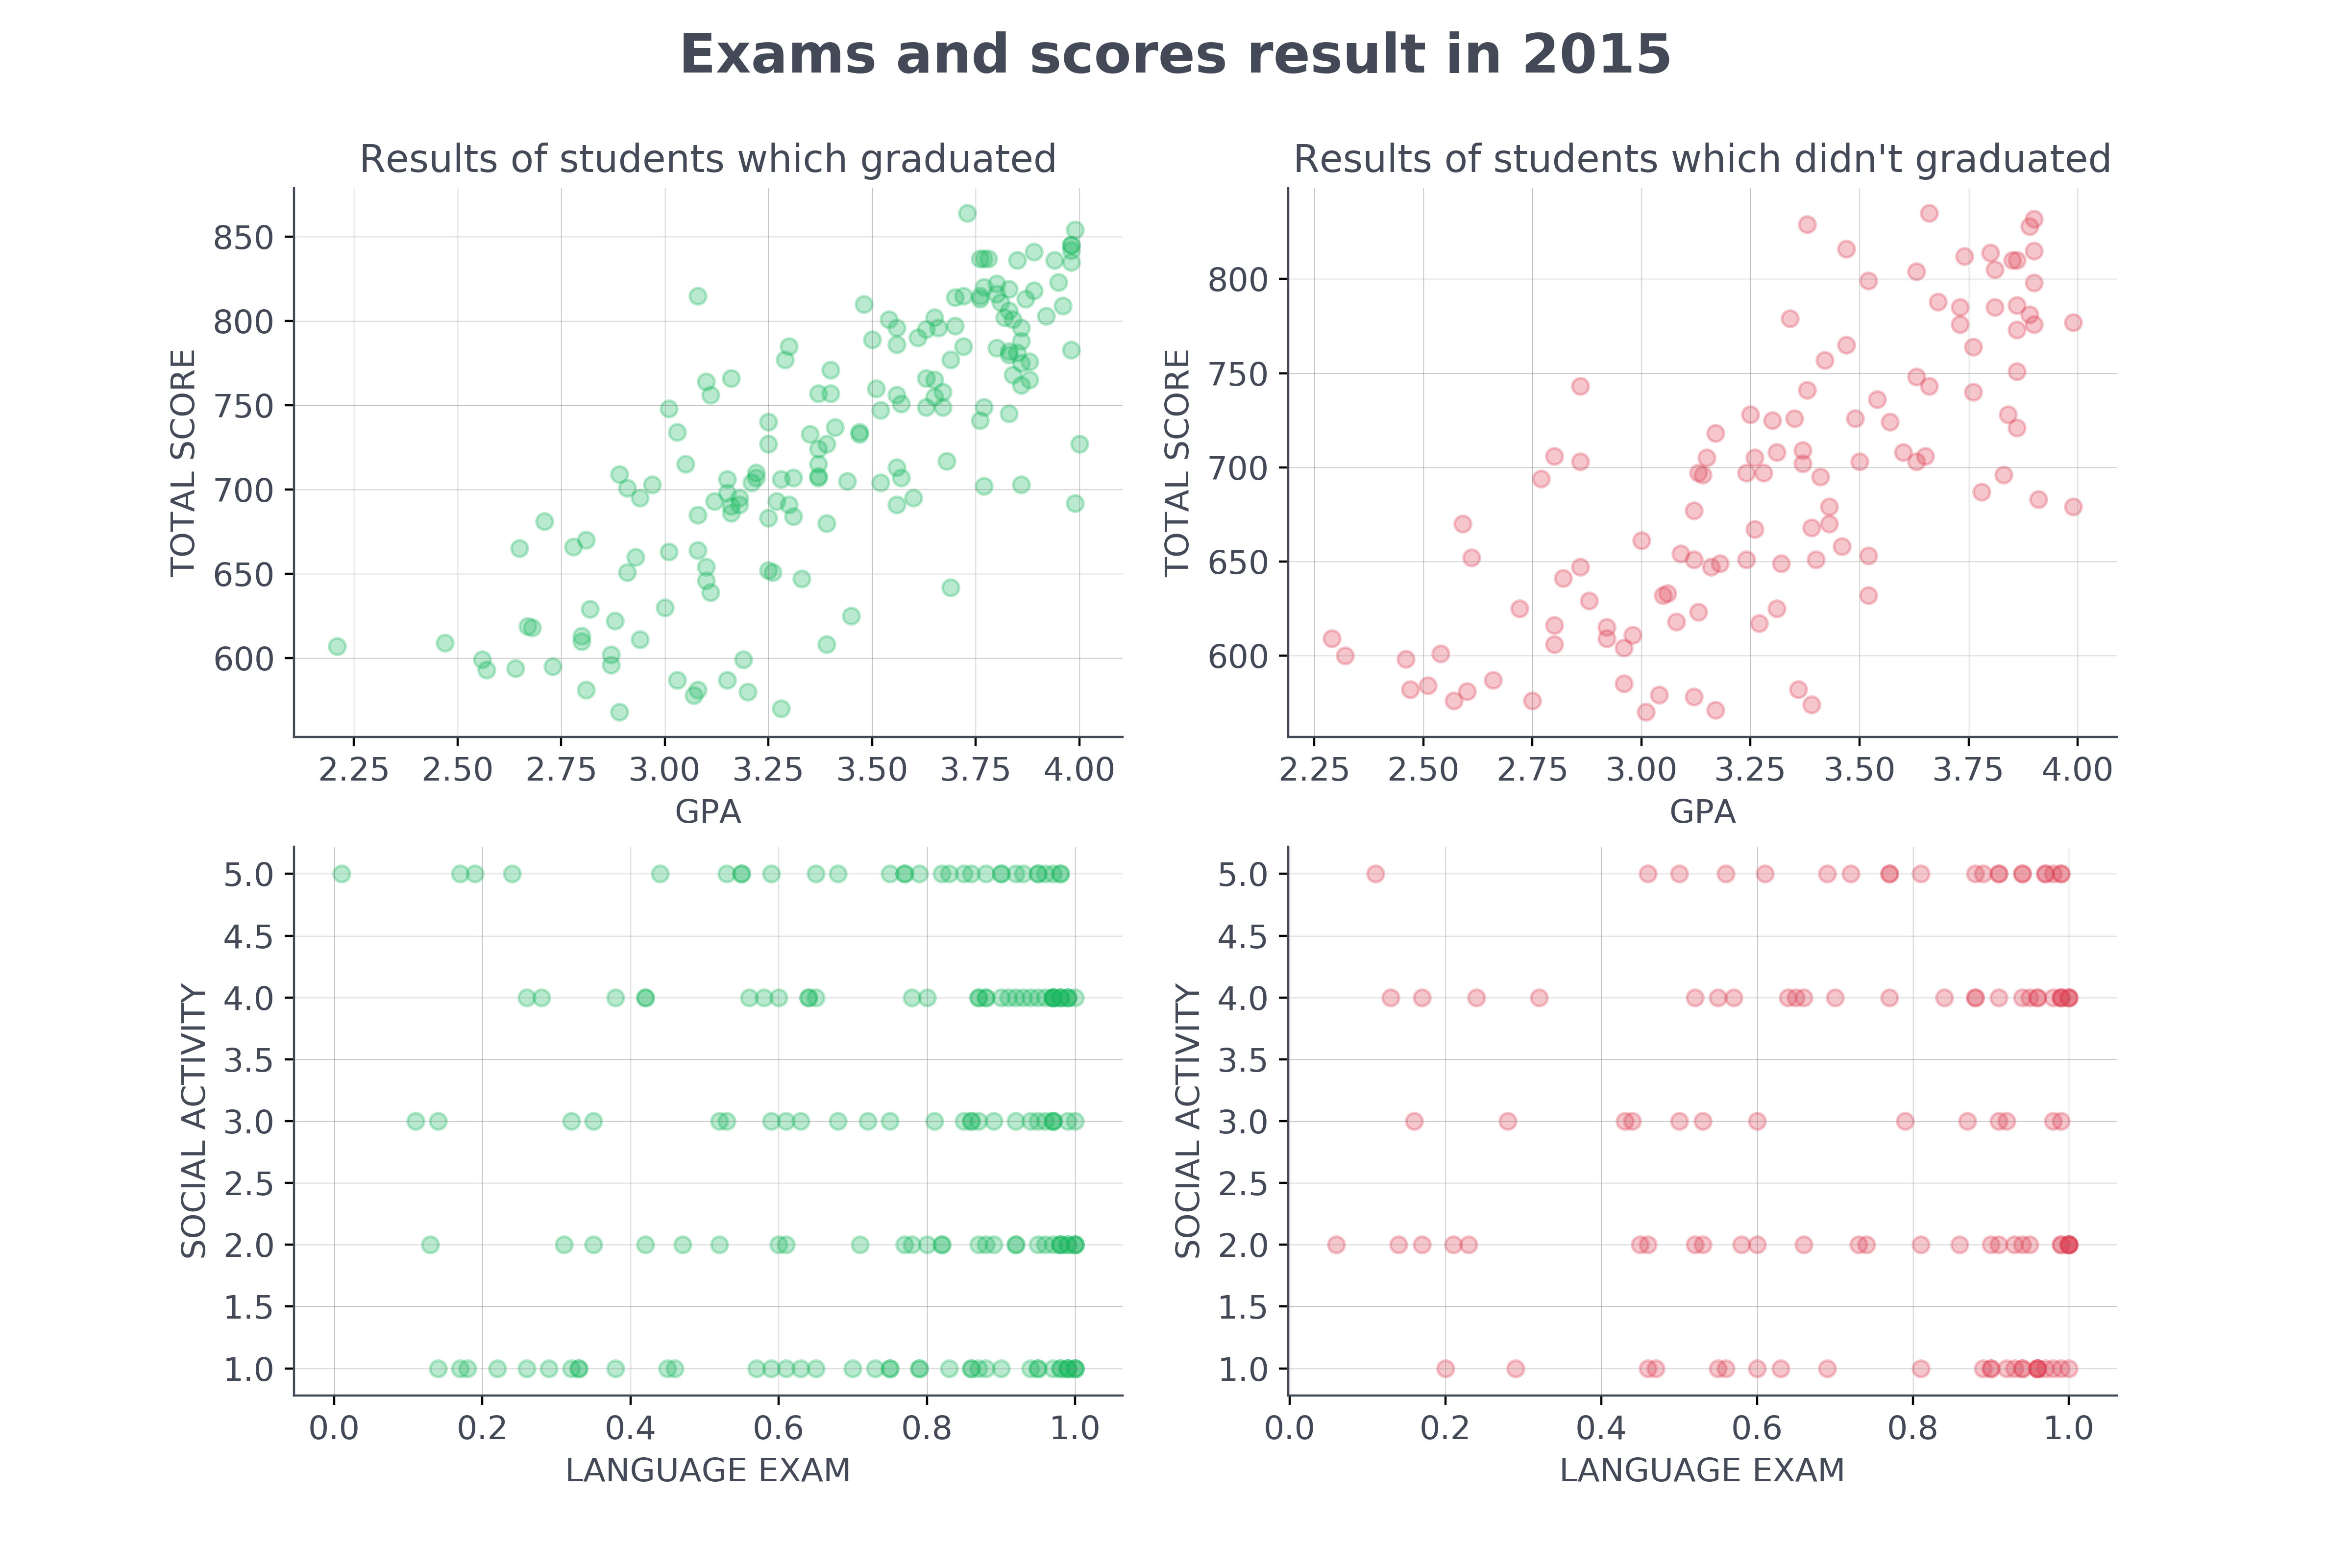 Exams and scores result in 2015
Results of students which graduated
TOTAL SCORE
850
800
750
700
650
600
2.25 2.50 2.75 3.00 3.25 3.50 3.75 4.00
GPA
Results of students which didn't graduated
TOTAL SCORE
800
750
700
650
600
2.25 2.50 2.75 3.00 3.25 3.50 3.75 4.00
GPA
SOCIAL ACTIVITY
5.0
4.5
4.0
3.5
3.0
2.5
2.0
1.5
1.0
0.0 0.2 0.4 0.6 0.8 1.0
LANGUAGE EXAM
SOCIAL ACTIVITY
5.0
4.5
4.0
3.5
3.0
2.5
2.0
1.5
1.0
0.0 0.2 0.4 0.6 0.8 1.0
LANGUAGE EXAM